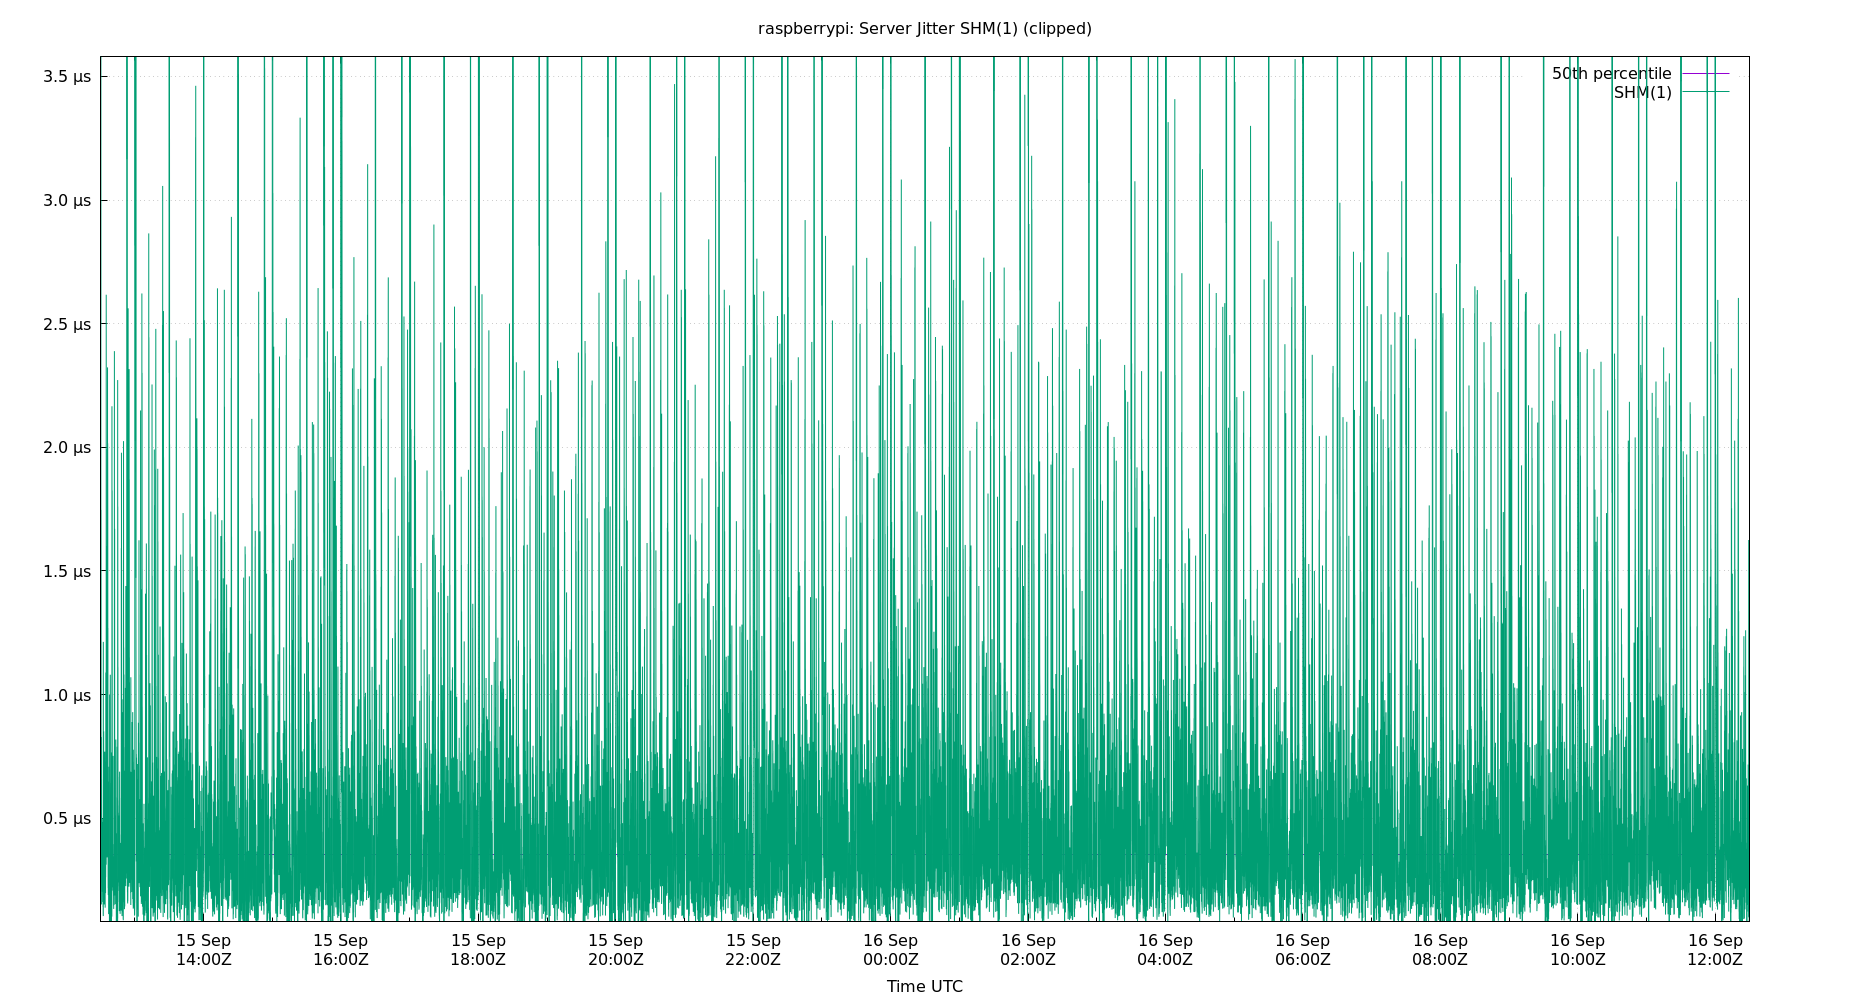 raspberrypi: Server Jitter SHM(1) (clipped)
50th percentile
SHM(1)
3.5 µs
3.0 µs
2.5 µs
2.0 µs
1.5 µs
1.0 µs
0.5 µs
15 Sep 15 Sep 15 Sep 15 Sep 15 Sep 16 Sep 16 Sep 16 Sep 16 Sep 16 Sep 16 Sep 16 Sep
14:00Z 16:00Z 18:00Z 20:00Z 22:00Z 00:00Z 02:00Z 04:00Z 06:00Z 08:00Z 10:00Z 12:00Z
Time UTC